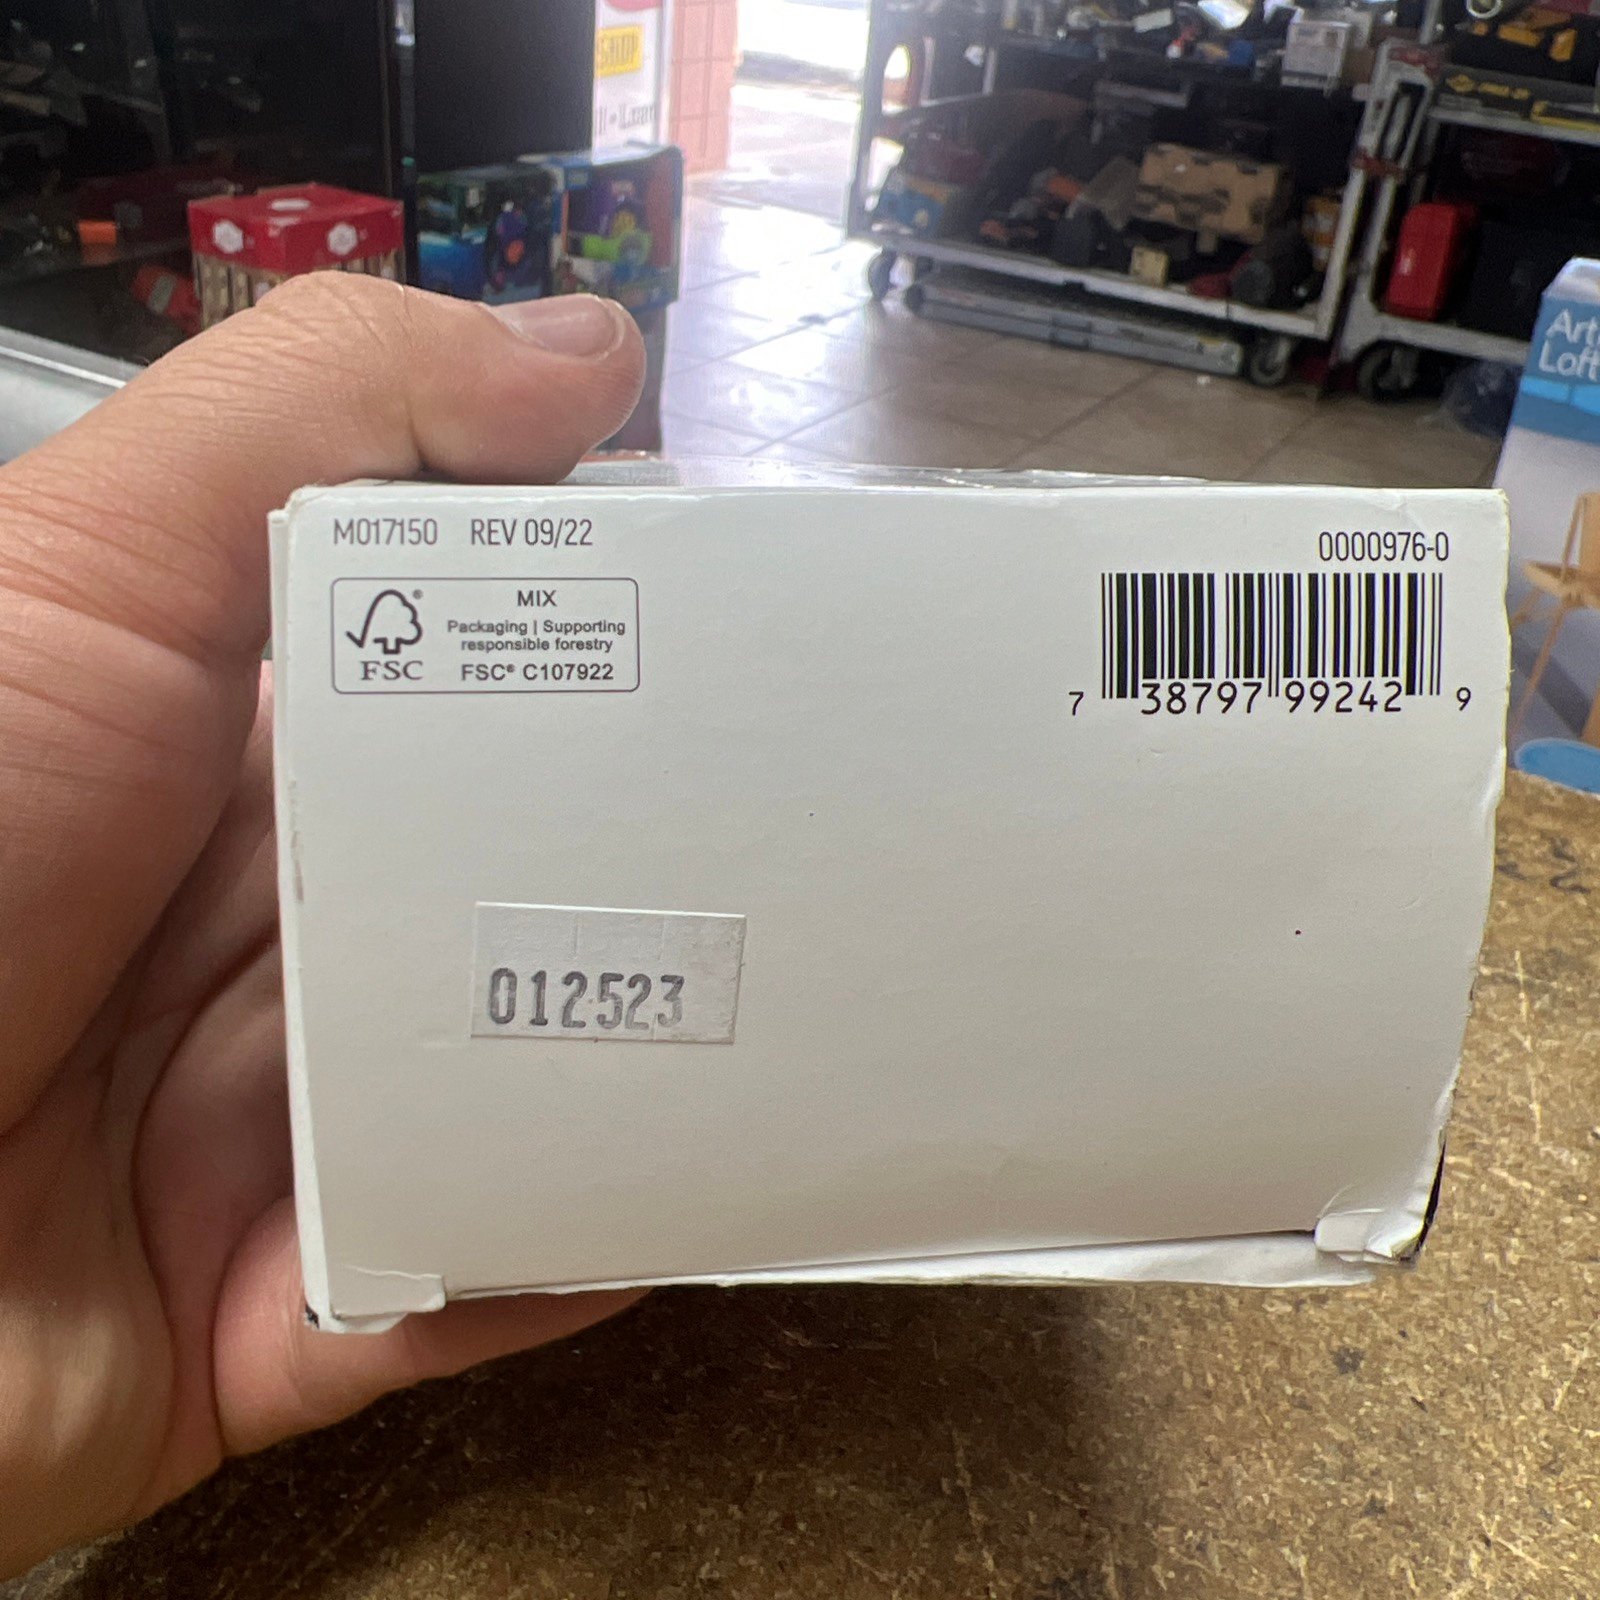 SHOP
M017150 REV 09/22
0000976-0
MIX
Packaging | Supporting
responsible forestry
FSC® C107922
FSC
7 38797 99242 9
012523
Art
Loft